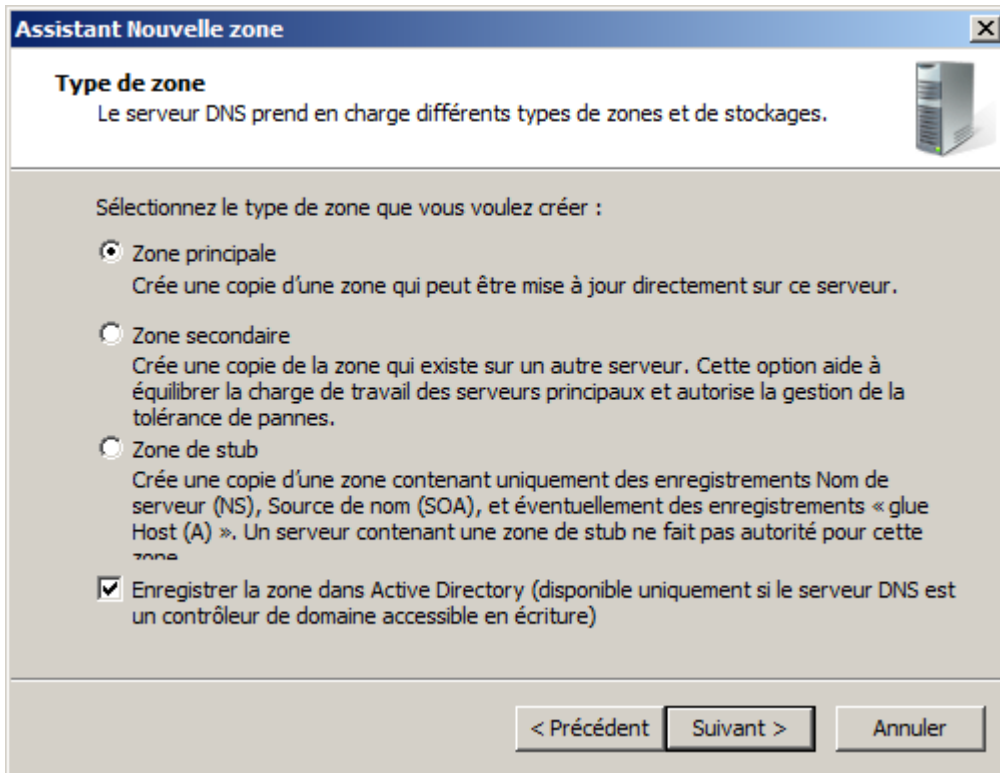 Assistant Nouvelle zone
Type de zone
Le serveur DNS prend en charge différents types de zones et de stockages.
Sélectionnez le type de zone que vous voulez créer :
Zone principale
Crée une copie d'une zone qui peut être mise à jour directement sur ce serveur.
Zone secondaire
Crée une copie de la zone qui existe sur un autre serveur. Cette option aide à
équilibrer la charge de travail des serveurs principaux et autorise la gestion de la
tolérance de pannes.
Zone de stub
Crée une copie d'une zone contenant uniquement des enregistrements Nom de
serveur (NS), Source de nom (SOA), et éventuellement des enregistrements « glue
Host (A) ». Un serveur contenant une zone de stub ne fait pas autorité pour cette
zone
Enregistrer la zone dans Active Directory (disponible uniquement si le serveur DNS est
un contrôleur de domaine accessible en écriture)
< Précédent
Suivant >
Annuler